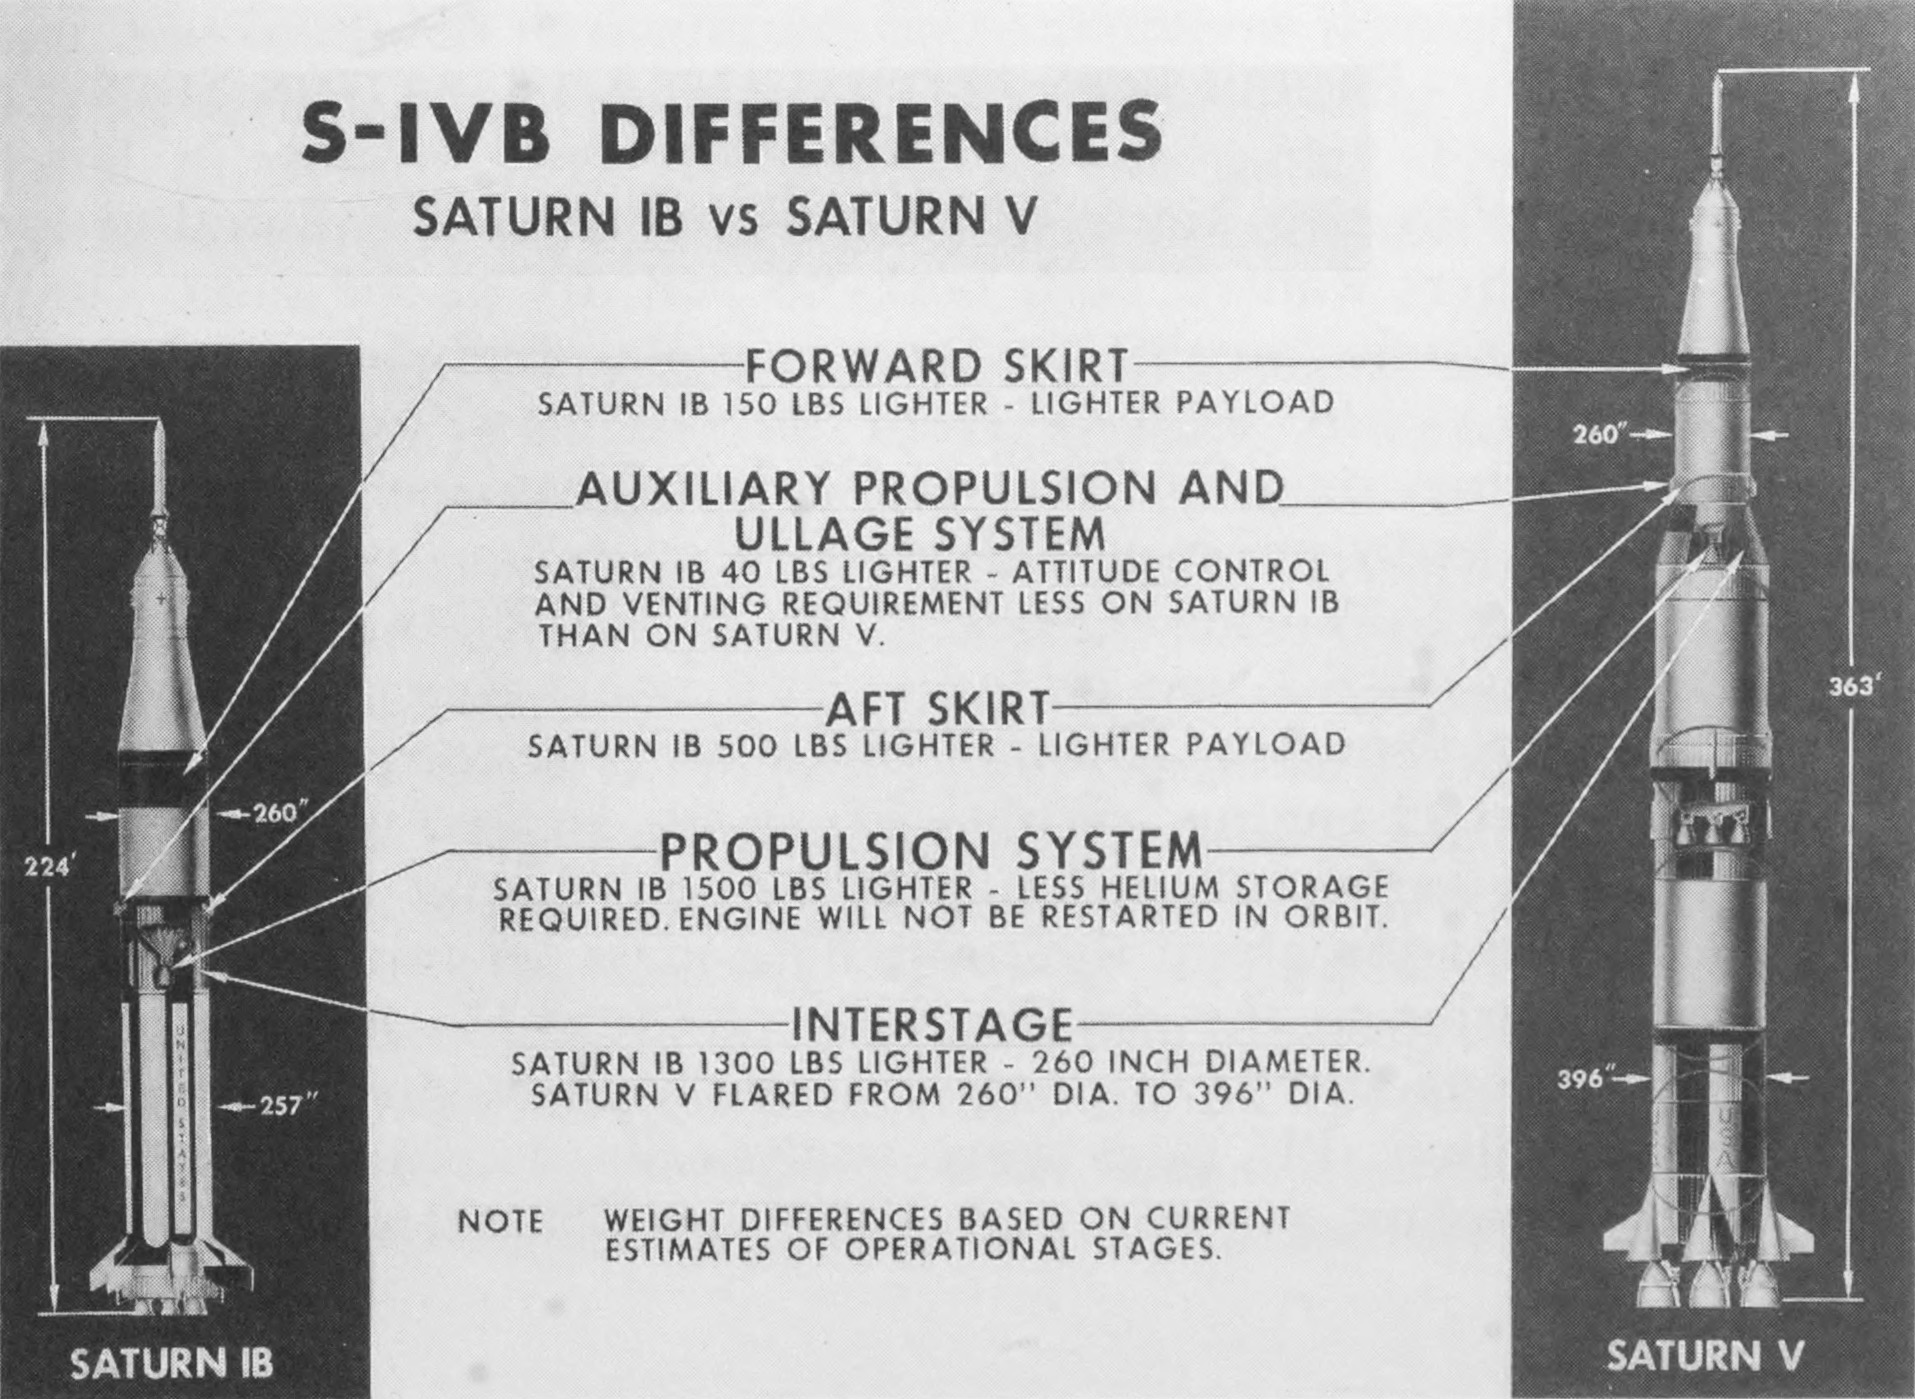 S-IVB DIFFERENCES
SATURN IB vs SATURN V
FORWARD SKIRT
SATURN IB 150 LBS LIGHTER - LIGHTER PAYLOAD
AUXILIARY PROPULSION AND
ULLAGE SYSTEM
SATURN IB 40 LBS LIGHTER - ATTITUDE CONTROL
AND VENTING REQUIREMENT LESS ON SATURN IB
THAN ON SATURN V.
AFT SKIRT
SATURN IB 500 LBS LIGHTER - LIGHTER PAYLOAD
PROPULSION SYSTEM
SATURN IB 1500 LBS LIGHTER - LESS HELIUM STORAGE
REQUIRED. ENGINE WILL NOT BE RESTARTED IN ORBIT.
INTERSTAGE
SATURN IB 1300 LBS LIGHTER - 260 INCH DIAMETER.
SATURN V FLARED FROM 260" DIA. TO 396" DIA.
NOTE WEIGHT DIFFERENCES BASED ON CURRENT
ESTIMATES OF OPERATIONAL STAGES.
224'
260"
257"
UNITED STATES
SATURN IB
260"
363'
396"
USA
SATURN V